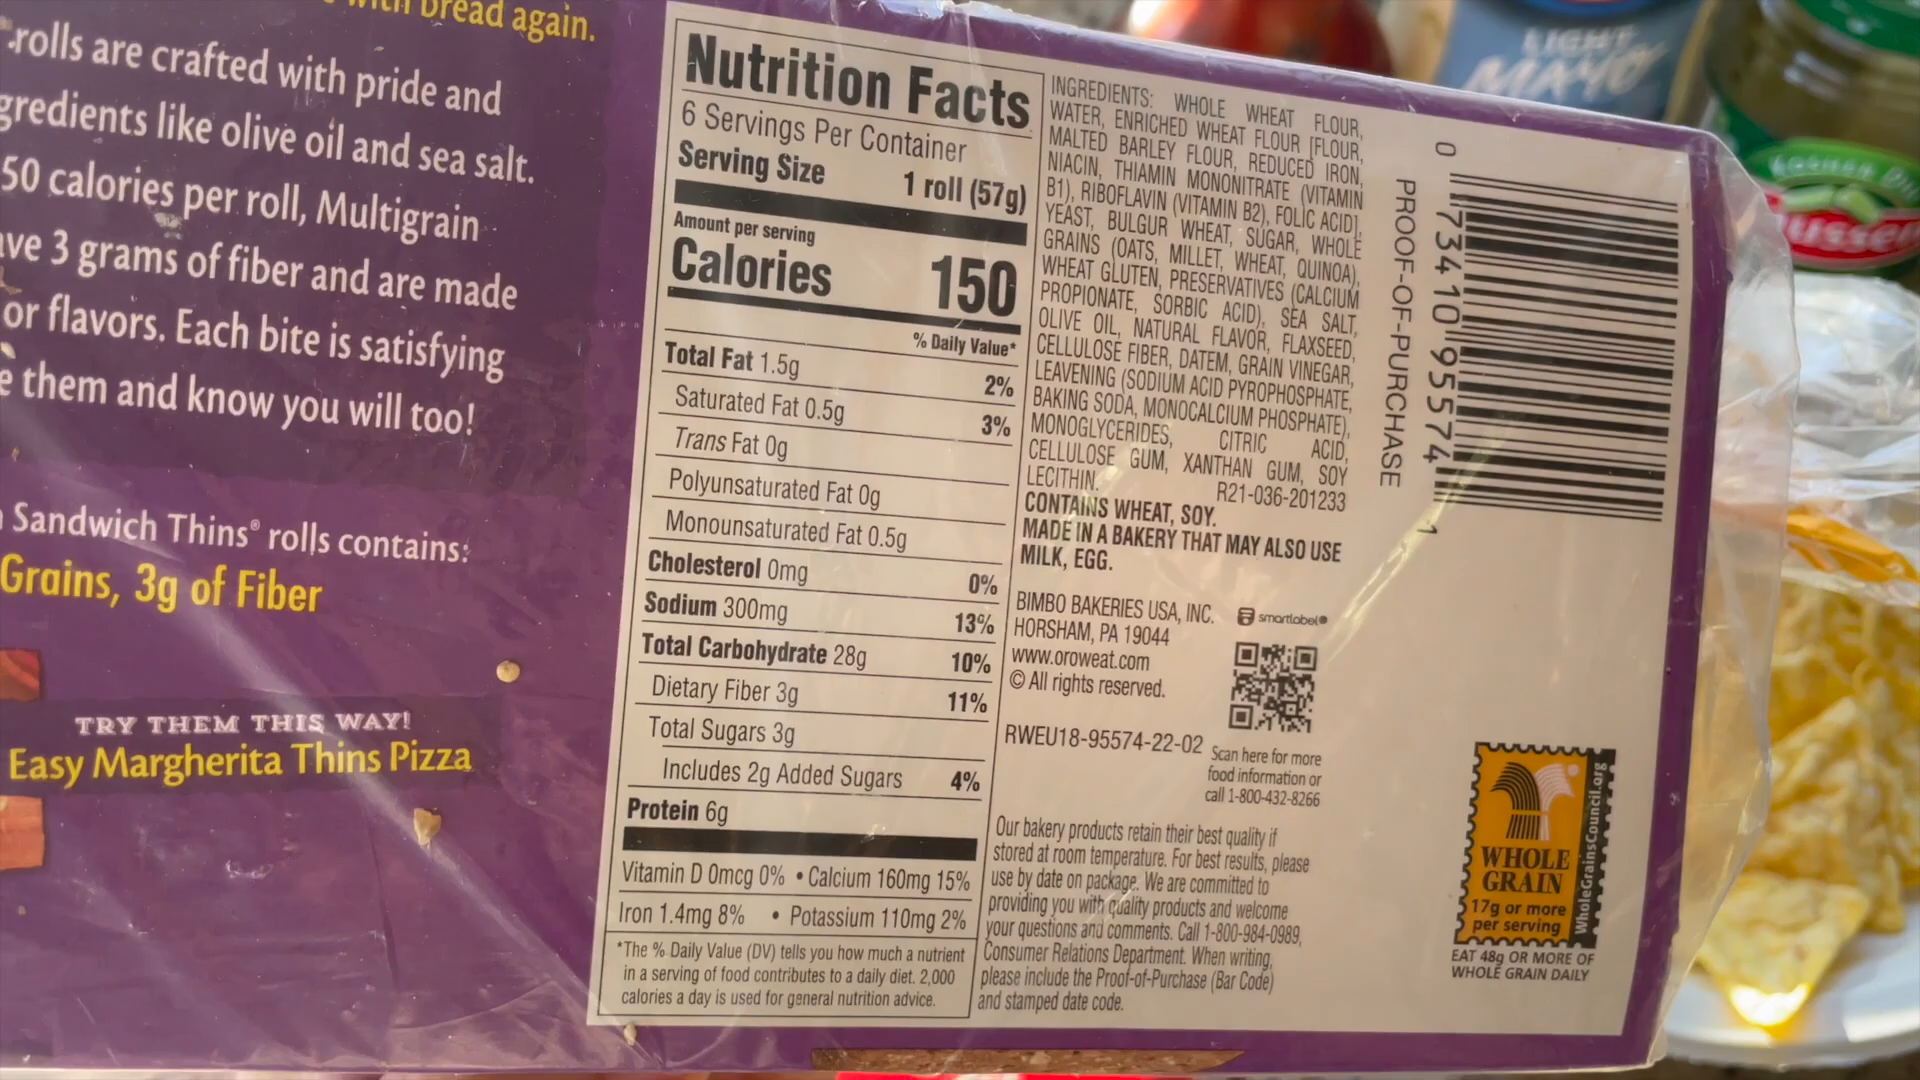 with bread again.
rolls are crafted with pride and
gredients like olive oil and sea salt.
50 calories per roll, Multigrain
ve 3 grams of fiber and are made
or flavors. Each bite is satisfying
e them and know you will too!
Sandwich Thins® rolls contains:
Grains, 3g of Fiber
TRY THEM THIS WAY!
Easy Margherita Thins Pizza
Nutrition Facts
6 Servings Per Container
Serving Size 1 roll (57g)
Amount per serving
Calories 150
% Daily Value*
Total Fat 1.5g 2%
Saturated Fat 0.5g 3%
Trans Fat 0g
Polyunsaturated Fat 0g
Monounsaturated Fat 0.5g
Cholesterol 0mg 0%
Sodium 300mg 13%
Total Carbohydrate 28g 10%
Dietary Fiber 3g 11%
Total Sugars 3g
Includes 2g Added Sugars 4%
Protein 6g
Vitamin D 0mcg 0% • Calcium 160mg 15%
Iron 1.4mg 8% • Potassium 110mg 2%
*The % Daily Value (DV) tells you how much a nutrient
in a serving of food contributes to a daily diet. 2,000
calories a day is used for general nutrition advice.
INGREDIENTS: WHOLE WHEAT FLOUR,
WATER, ENRICHED WHEAT FLOUR [FLOUR,
MALTED BARLEY FLOUR, REDUCED IRON,
NIACIN, THIAMIN MONONITRATE (VITAMIN
B1), RIBOFLAVIN (VITAMIN B2), FOLIC ACID],
YEAST, BULGUR WHEAT, SUGAR, WHOLE
GRAINS (OATS, MILLET, WHEAT, QUINOA),
WHEAT GLUTEN, PRESERVATIVES (CALCIUM
PROPIONATE, SORBIC ACID), SEA SALT,
OLIVE OIL, NATURAL FLAVOR, FLAXSEED,
CELLULOSE FIBER, DATEM, GRAIN VINEGAR,
LEAVENING (SODIUM ACID PYROPHOSPHATE,
BAKING SODA, MONOCALCIUM PHOSPHATE),
MONOGLYCERIDES, CITRIC ACID,
CELLULOSE GUM, XANTHAN GUM, SOY
LECITHIN. R21-036-201233
CONTAINS WHEAT, SOY.
MADE IN A BAKERY THAT MAY ALSO USE
MILK, EGG.
BIMBO BAKERIES USA, INC.
HORSHAM, PA 19044
www.oroweat.com
© All rights reserved.
smartlabel®
RWEU18-95574-22-02
Scan here for more
food information or
call 1-800-432-8266
Our bakery products retain their best quality if
stored at room temperature. For best results, please
use by date on package. We are committed to
providing you with quality products and welcome
your questions and comments. Call 1-800-984-0989,
Consumer Relations Department. When writing,
please include the Proof-of-Purchase (Bar Code)
and stamped date code.
PROOF-OF-PURCHASE
0 73410 95574 1
WHOLE
GRAIN
17g or more
per serving
WholeGrainsCouncil.org
EAT 48g OR MORE OF
WHOLE GRAIN DAILY
LIGHT
MAYO